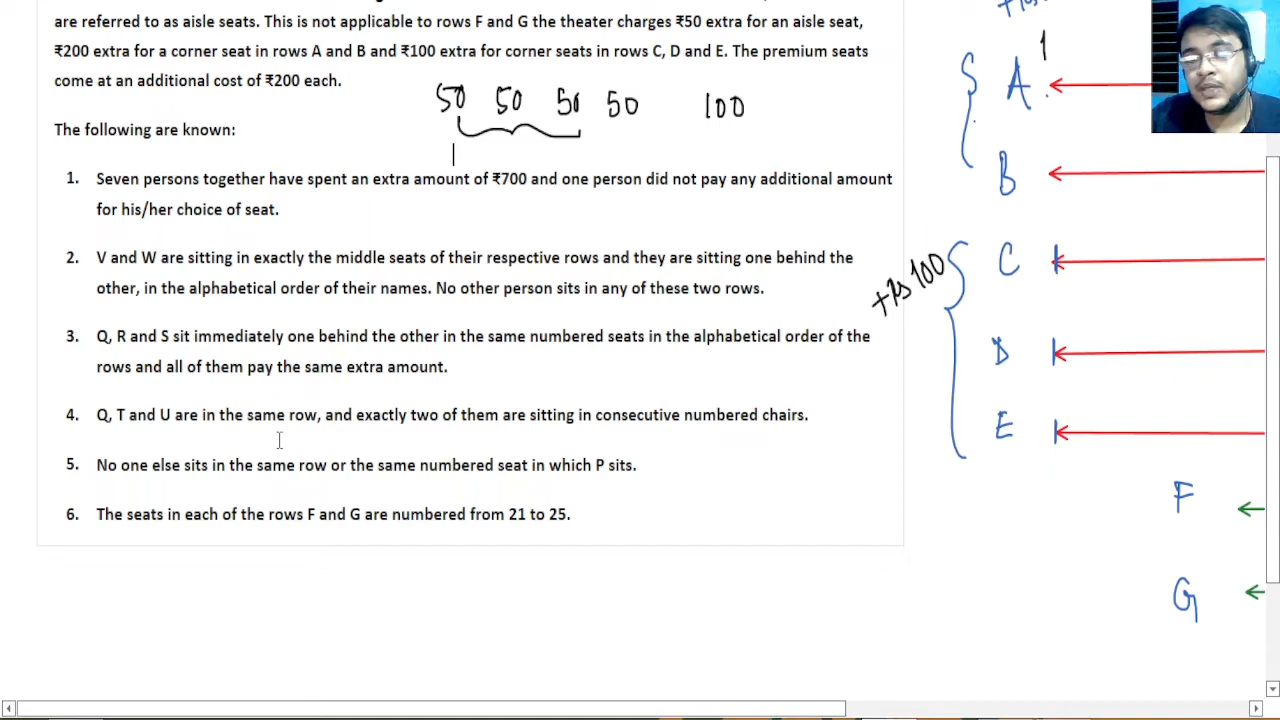 are referred to as aisle seats. This is not applicable to rows F and G the theater charges ₹50 extra for an aisle seat,
₹200 extra for a corner seat in rows A and B and ₹100 extra for corner seats in rows C, D and E. The premium seats
come at an additional cost of ₹200 each.
50 50 50 50 100
The following are known:
1. Seven persons together have spent an extra amount of ₹700 and one person did not pay any additional amount
for his/her choice of seat.
2. V and W are sitting in exactly the middle seats of their respective rows and they are sitting one behind the
other, in the alphabetical order of their names. No other person sits in any of these two rows.
3. Q, R and S sit immediately one behind the other in the same numbered seats in the alphabetical order of the
rows and all of them pay the same extra amount.
4. Q, T and U are in the same row, and exactly two of them are sitting in consecutive numbered chairs.
5. No one else sits in the same row or the same numbered seat in which P sits.
6. The seats in each of the rows F and G are numbered from 21 to 25.
1
A
B
+Rs 100
C
D
E
F
G